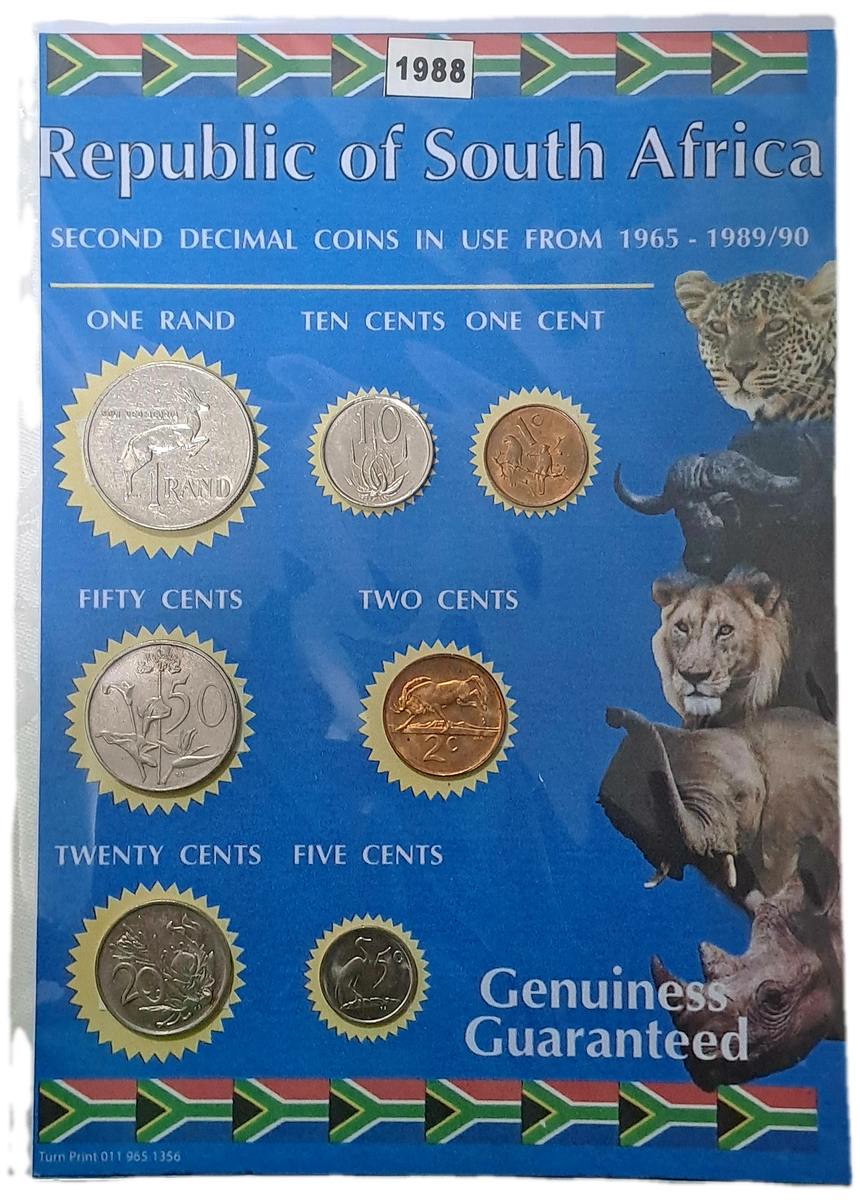 1988
Republic of South Africa
SECOND DECIMAL COINS IN USE FROM 1965 - 1989/90
ONE RAND TEN CENTS ONE CENT
1 RAND
10
1c
FIFTY CENTS TWO CENTS
50
2c
TWENTY CENTS FIVE CENTS
20
5c
Genuiness
Guaranteed
Turn Print 011 965 1356